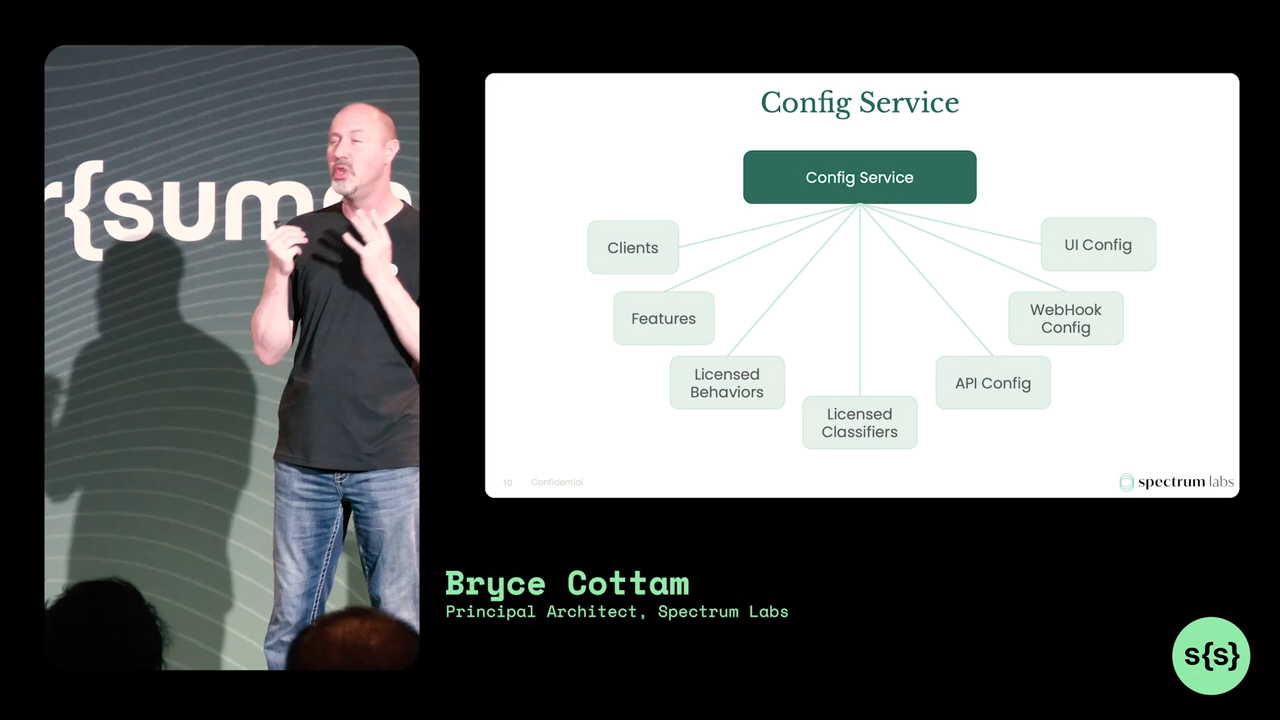 r{sum
Config Service
Config Service
Clients
UI Config
Features
WebHook
Config
Licensed
Behaviors
API Config
Licensed
Classifiers
10
Confidential
spectrum labs
Bryce Cottam
Principal Architect, Spectrum Labs
s{s}